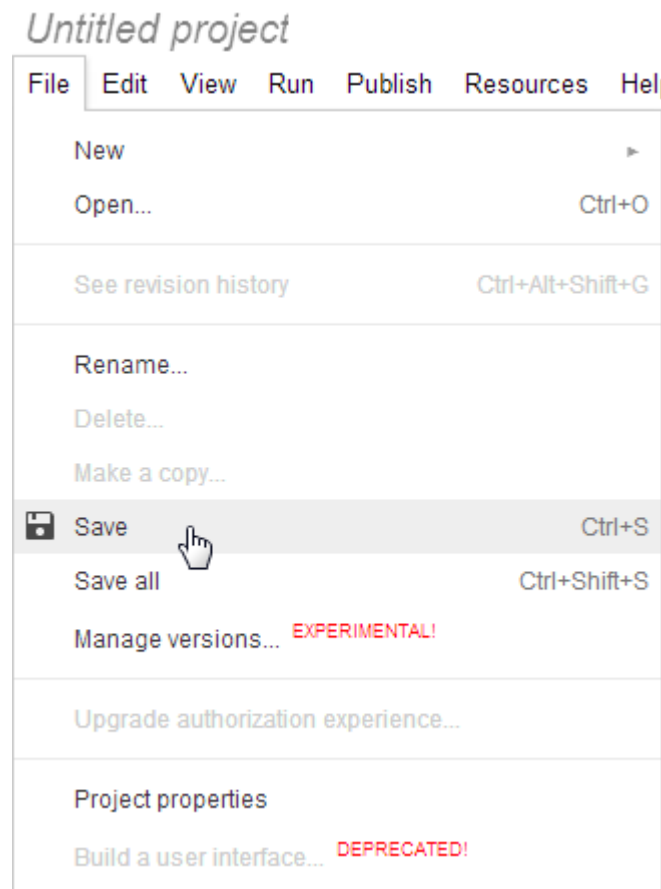 Untitled project
File Edit View Run Publish Resources Hel
New
Open... Ctrl+O
See revision history Ctrl+Alt+Shift+G
Rename...
Delete...
Make a copy...
Save Ctrl+S
Save all Ctrl+Shift+S
Manage versions... EXPERIMENTAL!
Upgrade authorization experience...
Project properties
Build a user interface... DEPRECATED!